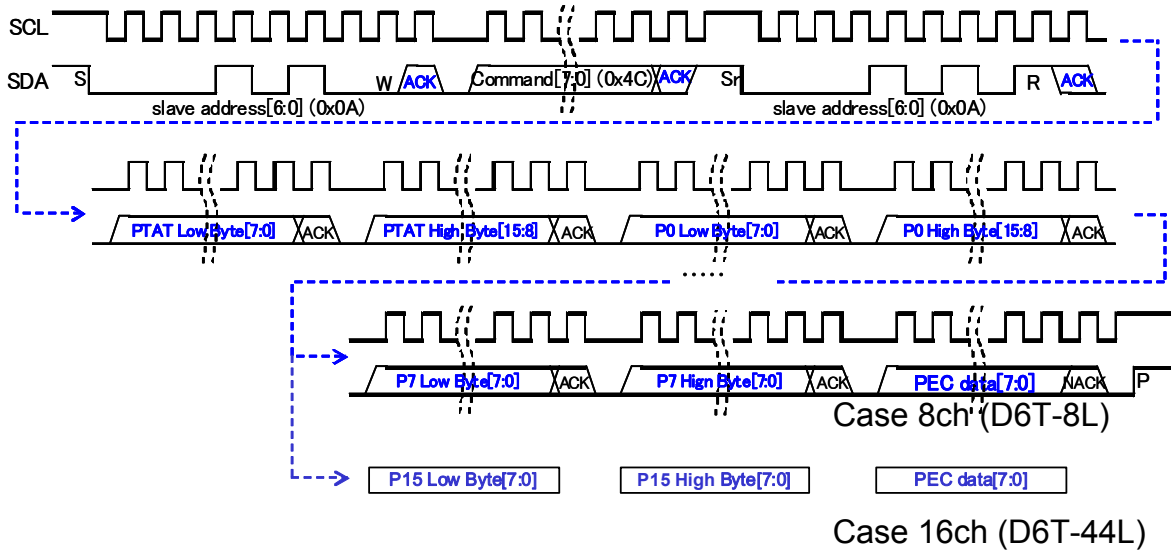 SCL
SDA S W ACK Command[7:0] (0x4C) ACK Sr R ACK
slave address[6:0] (0x0A) slave address[6:0] (0x0A)
PTAT Low Byte[7:0] ACK PTAT High Byte[15:8] ACK P0 Low Byte[7:0] ACK P0 High Byte[15:8] ACK
......
P7 Low Byte[7:0] ACK P7 Hign Byte[7:0] ACK PEC data[7:0] NACK P
Case 8ch (D6T-8L)
P15 Low Byte[7:0] P15 High Byte[7:0] PEC data[7:0]
Case 16ch (D6T-44L)